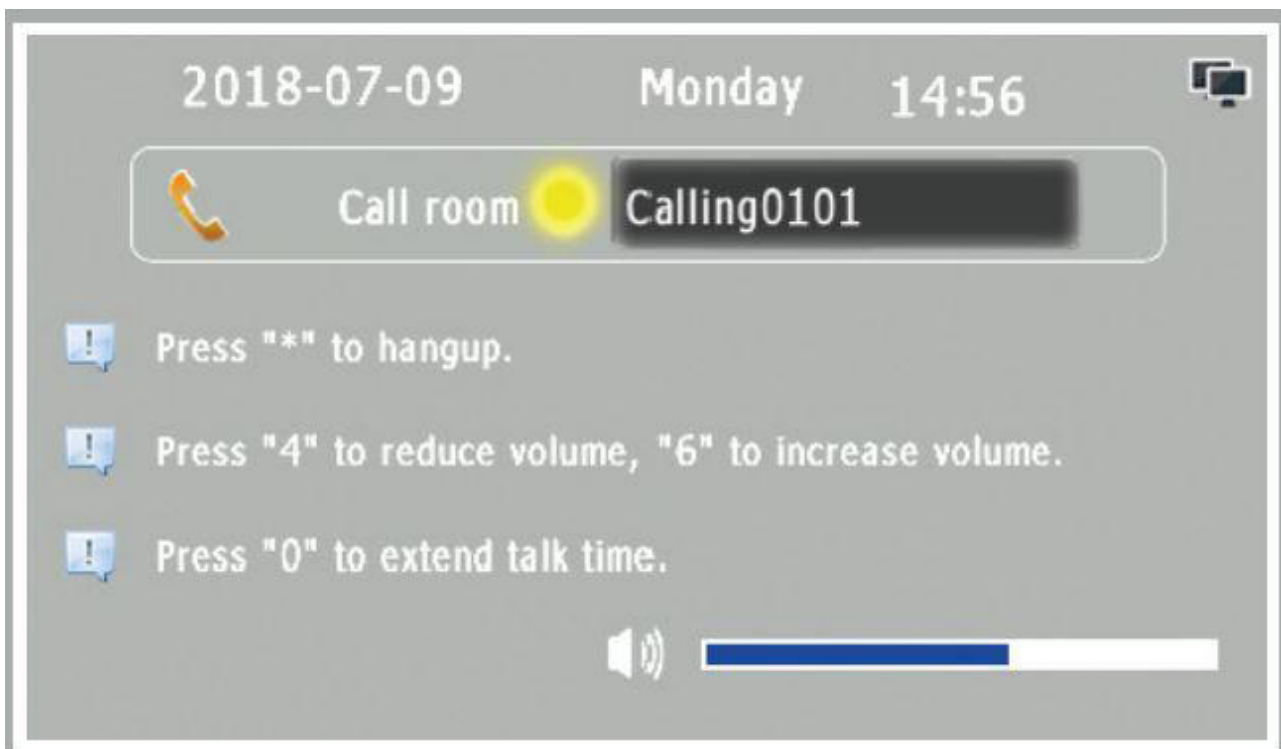 2018-07-09 Monday 14:56
Call room Calling0101
Press "*" to hangup.
Press "4" to reduce volume, "6" to increase volume.
Press "0" to extend talk time.